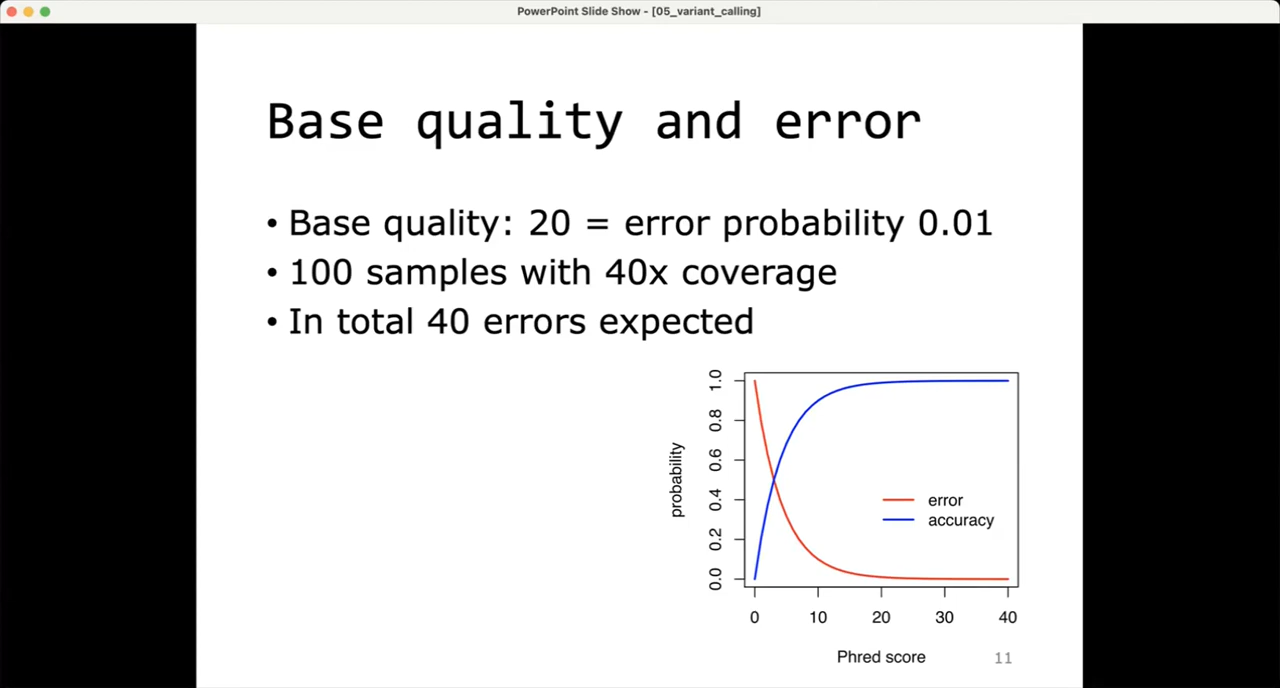 PowerPoint Slide Show - [05_variant_calling]
Base quality and error
• Base quality: 20 = error probability 0.01
• 100 samples with 40x coverage
• In total 40 errors expected
probability
1.0
0.8
0.6
0.4
0.2
0.0
error
accuracy
0 10 20 30 40
Phred score
11